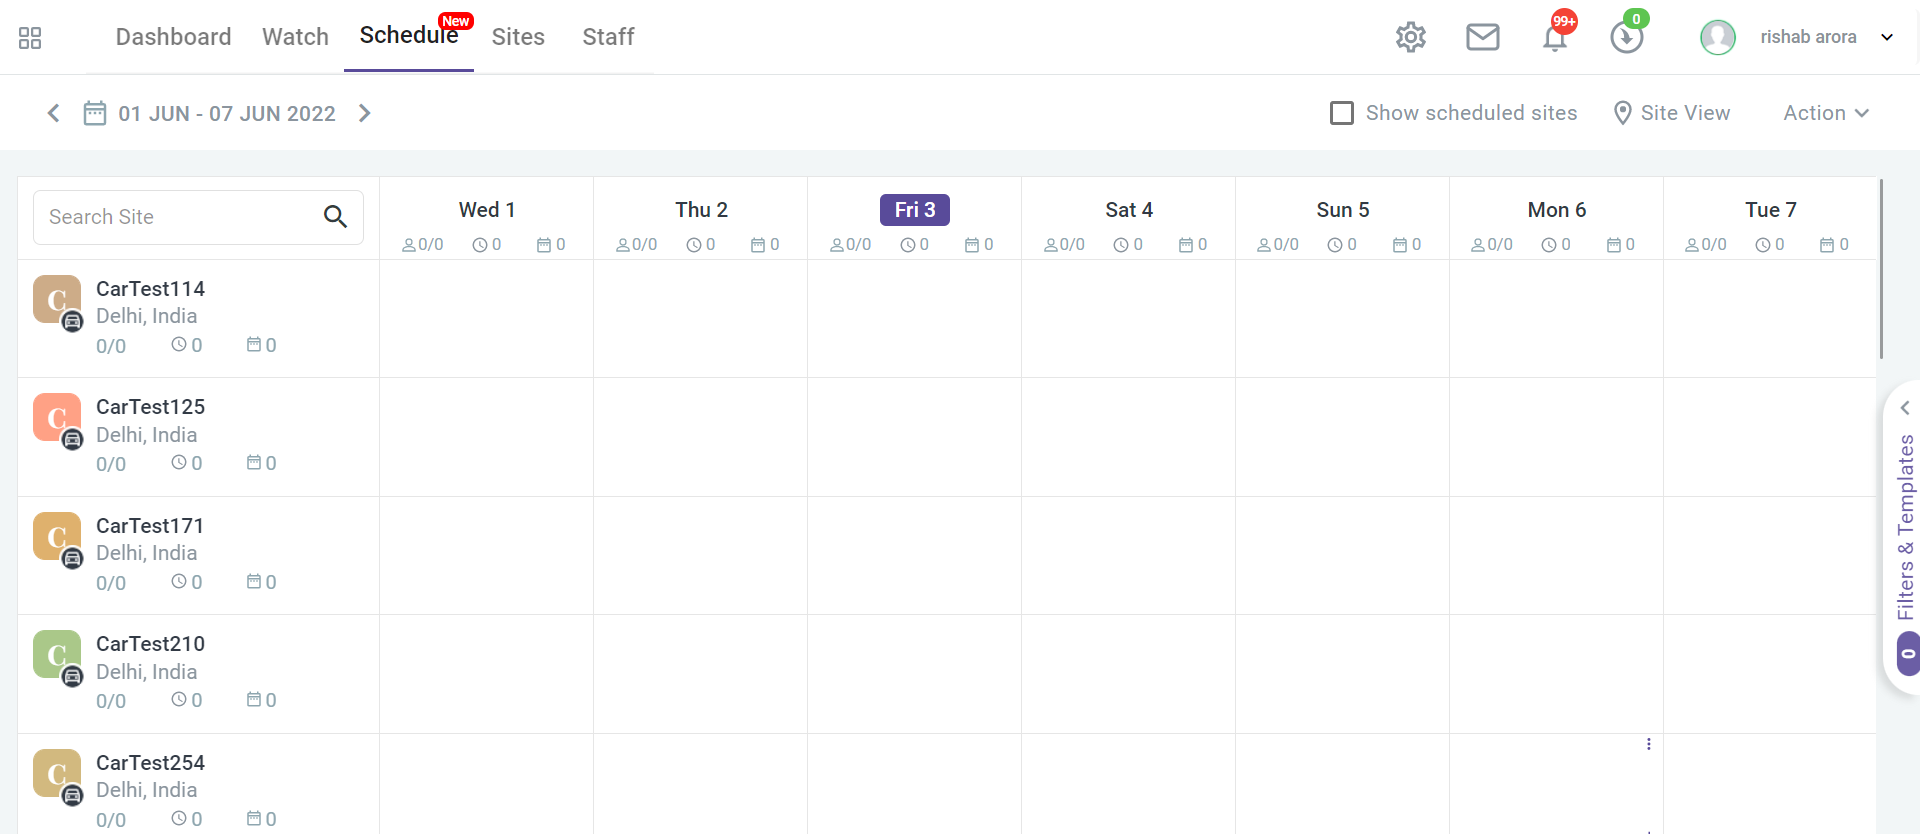 Dashboard Watch Schedule New Sites Staff 99+ 0 rishab arora
01 JUN - 07 JUN 2022 Show scheduled sites Site View Action
Search Site Wed 1 Thu 2 Fri 3 Sat 4 Sun 5 Mon 6 Tue 7
0/0 0 0 0/0 0 0 0/0 0 0 0/0 0 0 0/0 0 0 0/0 0 0 0/0 0 0
C CarTest114
Delhi, India
0/0 0 0
C CarTest125
Delhi, India
0/0 0 0
C CarTest171
Delhi, India
0/0 0 0
C CarTest210
Delhi, India
0/0 0 0
C CarTest254
Delhi, India
0/0 0 0
Filters & Templates 0